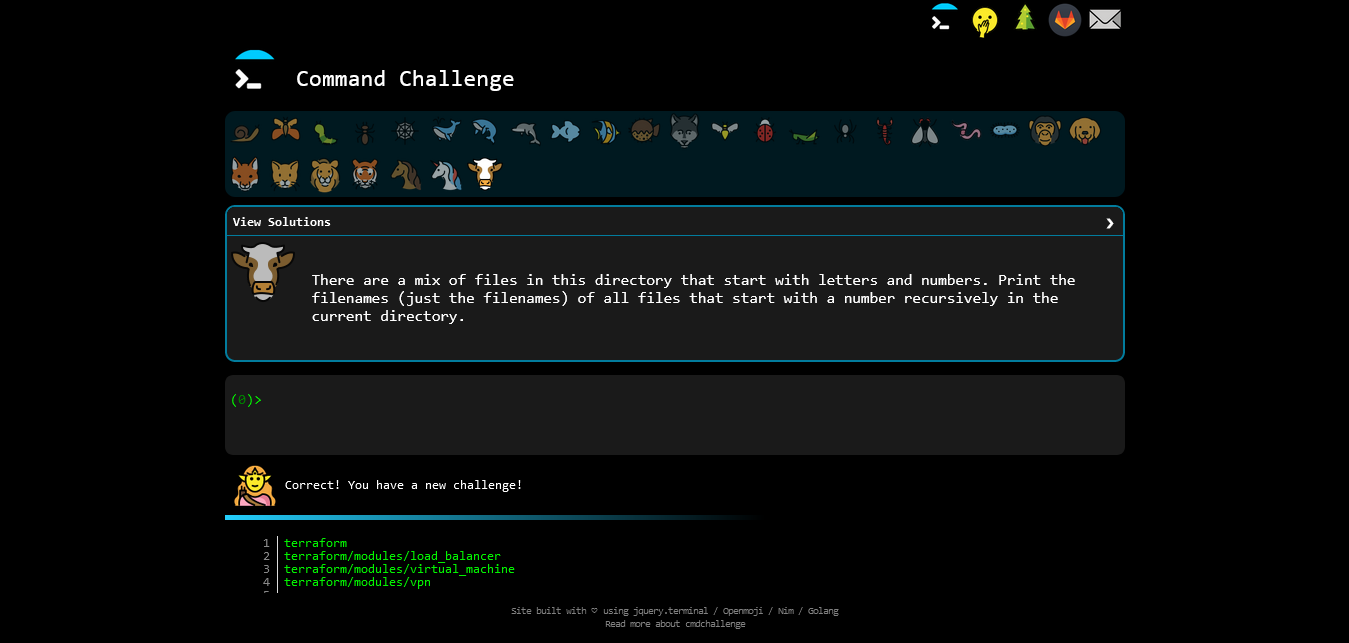 Command Challenge
View Solutions
There are a mix of files in this directory that start with letters and numbers. Print the
filenames (just the filenames) of all files that start with a number recursively in the
current directory.
(0)>
Correct! You have a new challenge!
1 terraform
2 terraform/modules/load_balancer
3 terraform/modules/virtual_machine
4 terraform/modules/vpn
Site built with ♡ using jquery.terminal / Openmoji / Nim / Golang
Read more about cmdchallenge